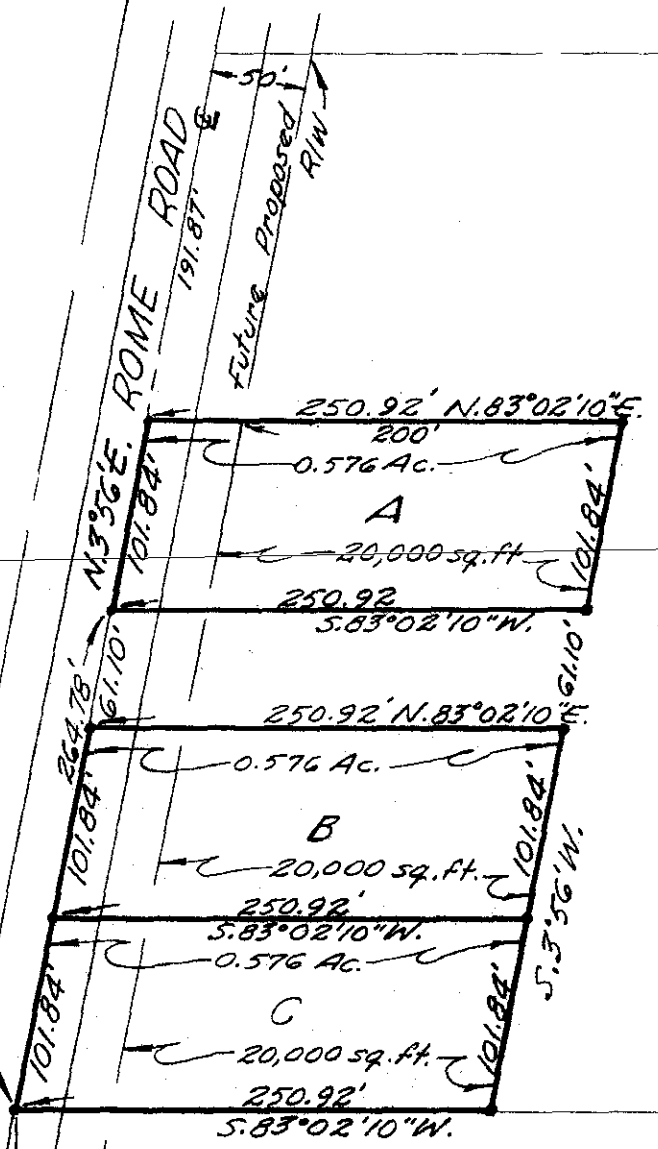 50'
ROME ROAD
191.87'
Future Proposed
R/W
N.3°56'E.
250.92' N.83°02'10"E.
200'
0.576 Ac.
101.84'
A
101.84'
20,000 sq.ft
250.92
S.83°02'10"W.
264.78'
61.10'
61.10'
250.92' N.83°02'10"E.
0.576 Ac.
101.84'
B
101.84'
20,000 sq.ft.
250.92'
S.83°02'10"W.
S.3°56'W.
0.576 Ac.
101.84'
C
101.84'
20,000 sq.ft.
250.92'
S.83°02'10"W.